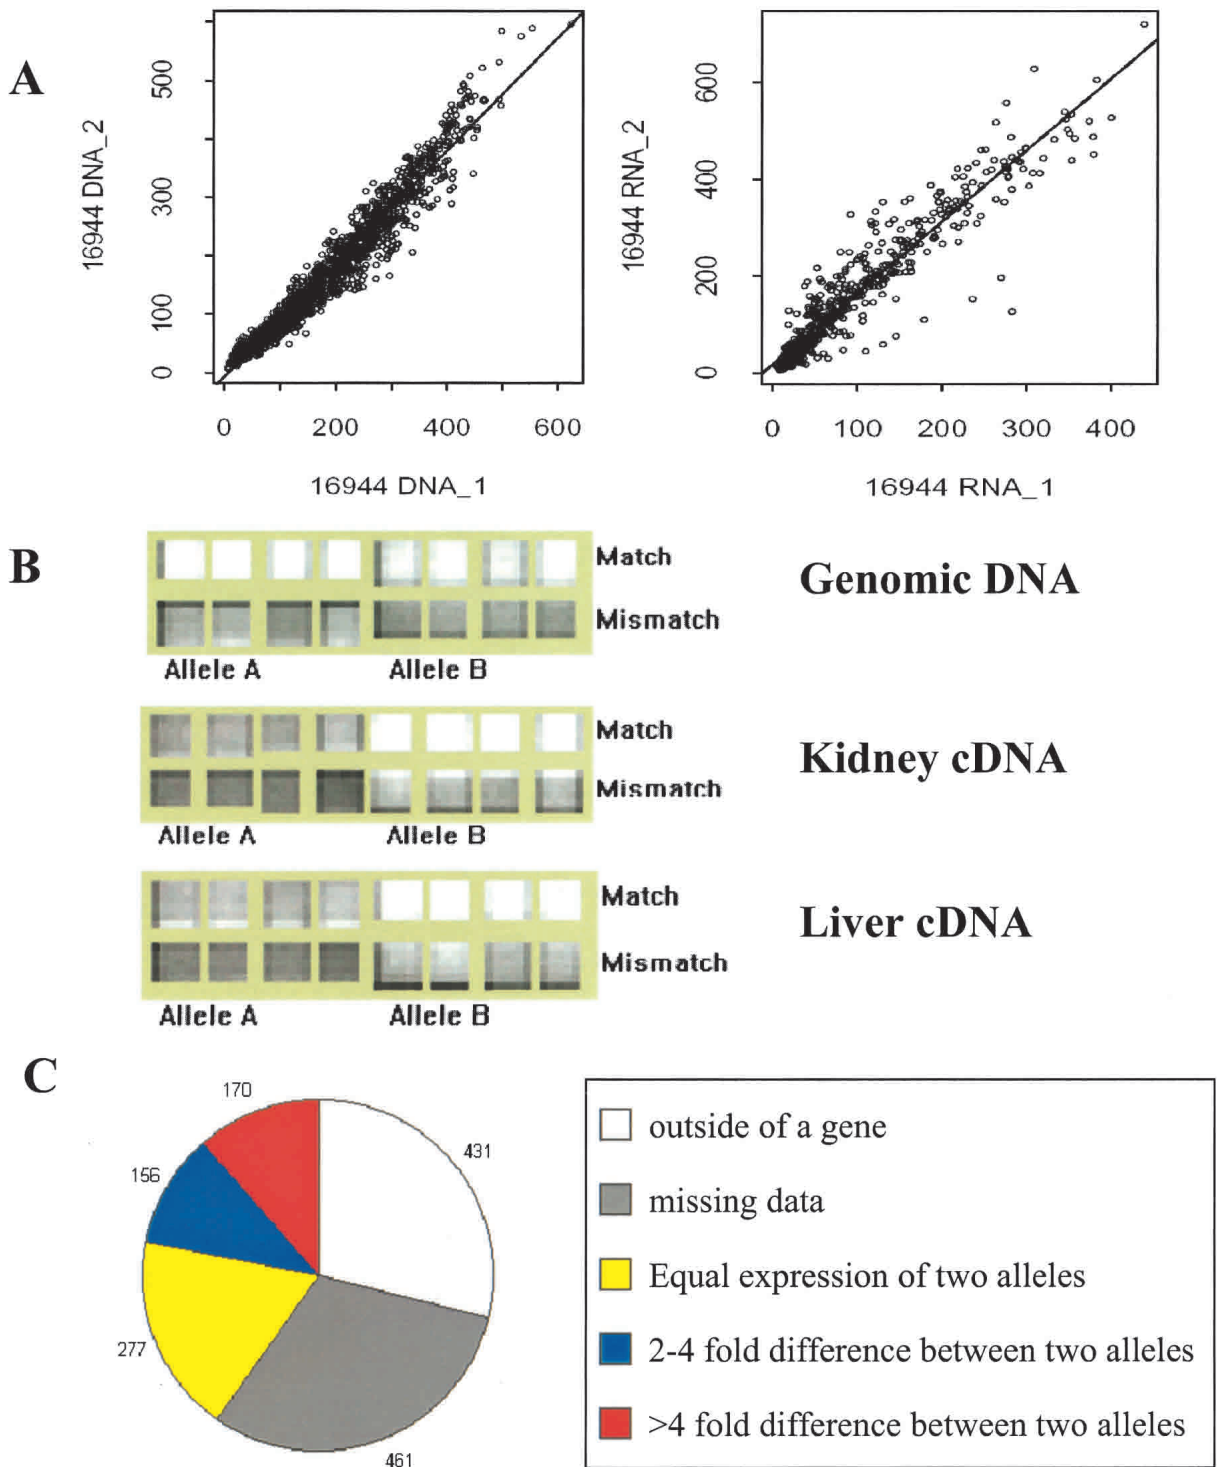 A
500
300
100
0
16944 DNA_2
0 200 400 600
16944 DNA_1
600
400
200
0
16944 RNA_2
0 100 200 300 400
16944 RNA_1
B
Match
Mismatch
Allele A Allele B
Genomic DNA
Match
Mismatch
Allele A Allele B
Kidney cDNA
Match
Mismatch
Allele A Allele B
Liver cDNA
C
170
431
156
277
461
outside of a gene
missing data
Equal expression of two alleles
2-4 fold difference between two alleles
>4 fold difference between two alleles